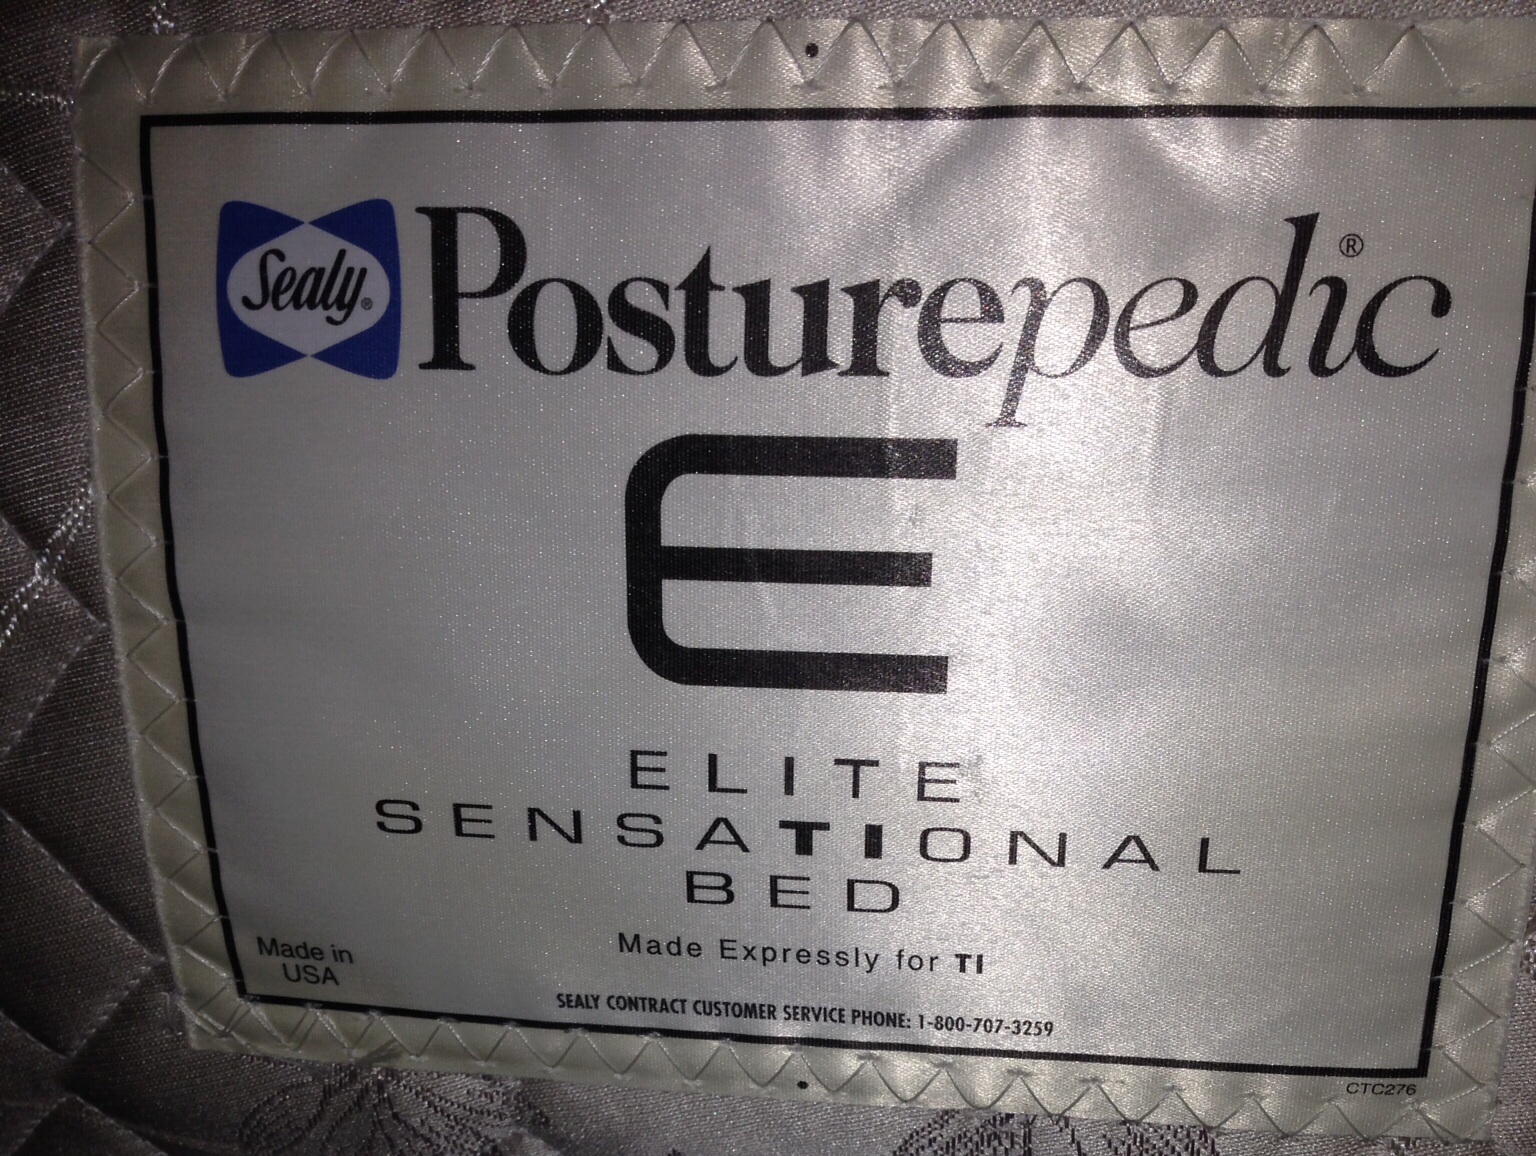 Sealy® Posturepedic®
E
ELITE
SENSATIONAL
BED
Made Expressly for TI
Made in
USA
SEALY CONTRACT CUSTOMER SERVICE PHONE: 1-800-707-3259
CTC276